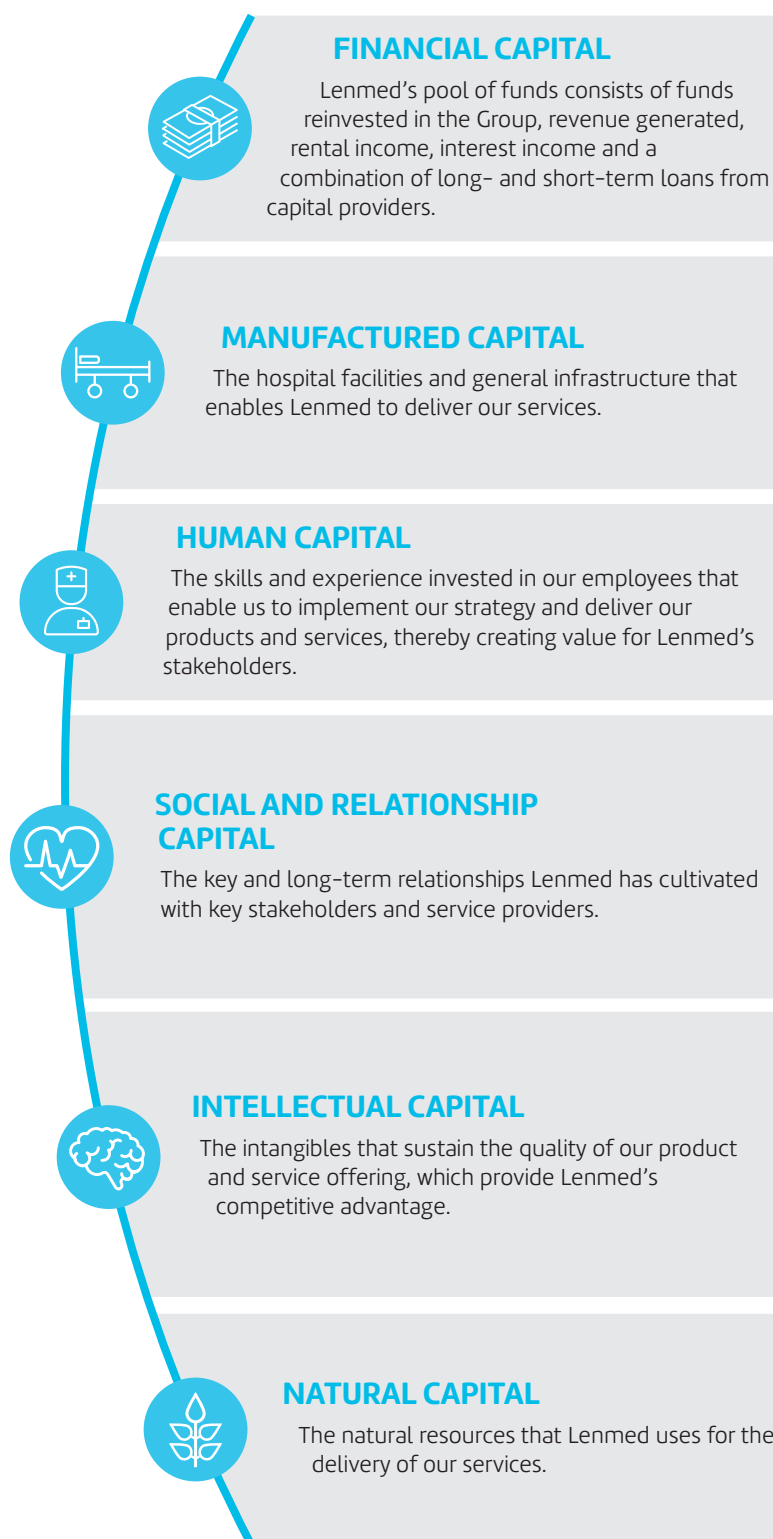 FINANCIAL CAPITAL
Lenmed’s pool of funds consists of funds
reinvested in the Group, revenue generated,
rental income, interest income and a
combination of long- and short-term loans from
capital providers.
MANUFACTURED CAPITAL
The hospital facilities and general infrastructure that
enables Lenmed to deliver our services.
HUMAN CAPITAL
The skills and experience invested in our employees that
enable us to implement our strategy and deliver our
products and services, thereby creating value for Lenmed’s
stakeholders.
SOCIAL AND RELATIONSHIP
CAPITAL
The key and long-term relationships Lenmed has cultivated
with key stakeholders and service providers.
INTELLECTUAL CAPITAL
The intangibles that sustain the quality of our product
and service offering, which provide Lenmed’s
competitive advantage.
NATURAL CAPITAL
The natural resources that Lenmed uses for the
delivery of our services.